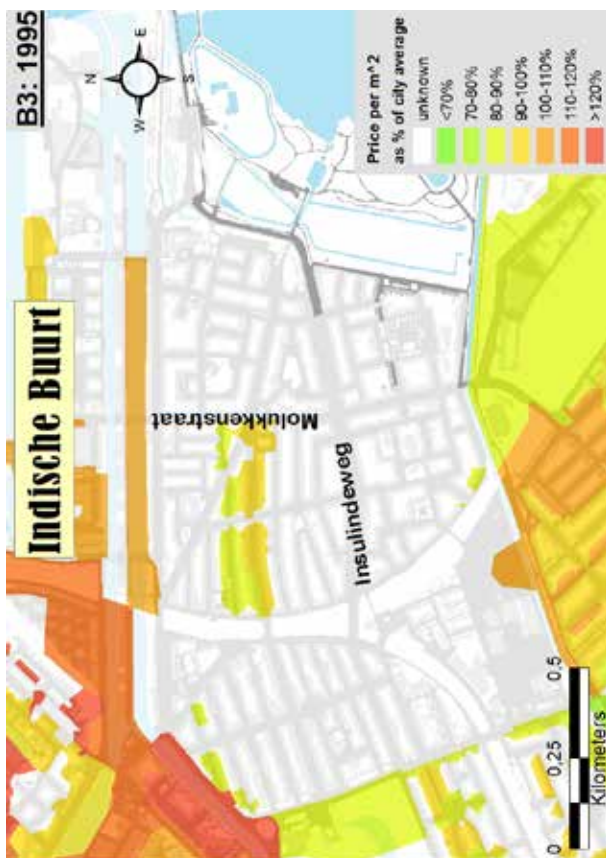 B3: 1995
Indische Buurt
N
E
S
W
Molukkenstraat
Insulindeweg
Price per m^2
as % of city average
unknown
<70%
70-80%
80-90%
90-100%
100-110%
110-120%
>120%
0 0,25 0,5
Kilometers